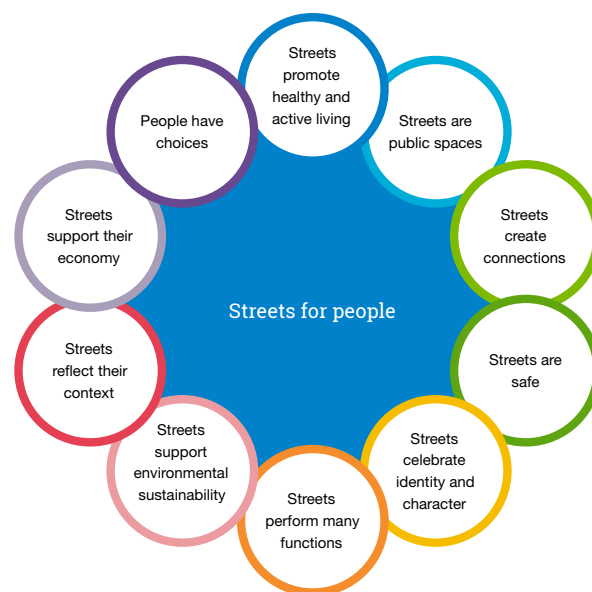 Streets
promote
healthy and
active living
Streets are
public spaces
Streets
create
connections
Streets are
safe
Streets
celebrate
identity and
character
Streets
perform many
functions
Streets
support
environmental
sustainability
Streets
reflect their
context
Streets
support their
economy
People have
choices
Streets for people